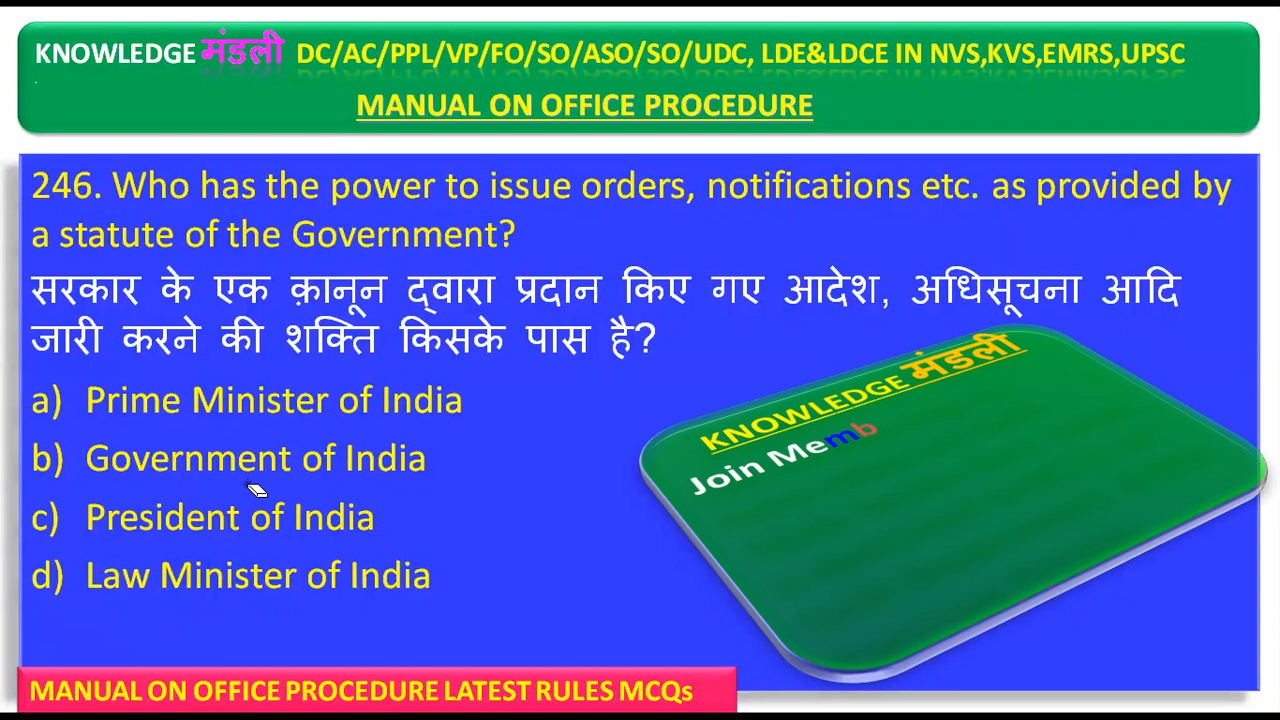 KNOWLEDGE मंडली DC/AC/PPL/VP/FO/SO/ASO/SO/UDC, LDE&LDCE IN NVS,KVS,EMRS,UPSC
MANUAL ON OFFICE PROCEDURE
246. Who has the power to issue orders, notifications etc. as provided by
a statute of the Government?
सरकार के एक क़ानून द्वारा प्रदान किए गए आदेश, अधिसूचना आदि
जारी करने की शक्ति किसके पास है?
a) Prime Minister of India
b) Government of India
c) President of India
d) Law Minister of India
KNOWLEDGE मंडली
Join Memb
MANUAL ON OFFICE PROCEDURE LATEST RULES MCQs